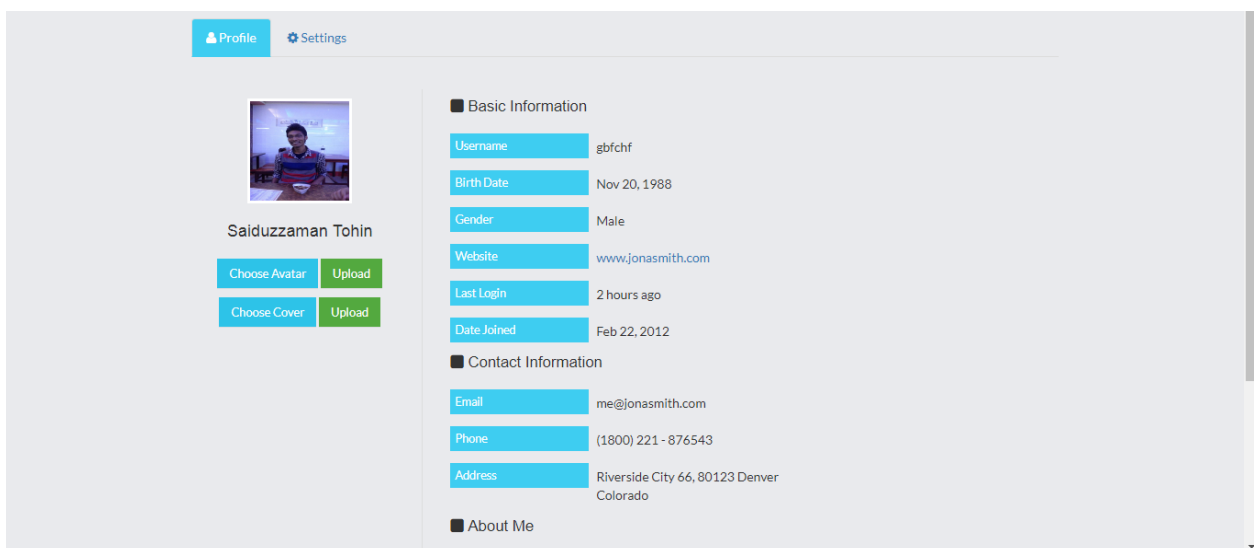 Profile
Settings
Saiduzzaman Tohin
Choose Avatar Upload
Choose Cover Upload
Basic Information
Username gbfchf
Birth Date Nov 20, 1988
Gender Male
Website www.jonasmith.com
Last Login 2 hours ago
Date Joined Feb 22, 2012
Contact Information
Email me@jonasmith.com
Phone (1800) 221 - 876543
Address Riverside City 66, 80123 Denver
Colorado
About Me